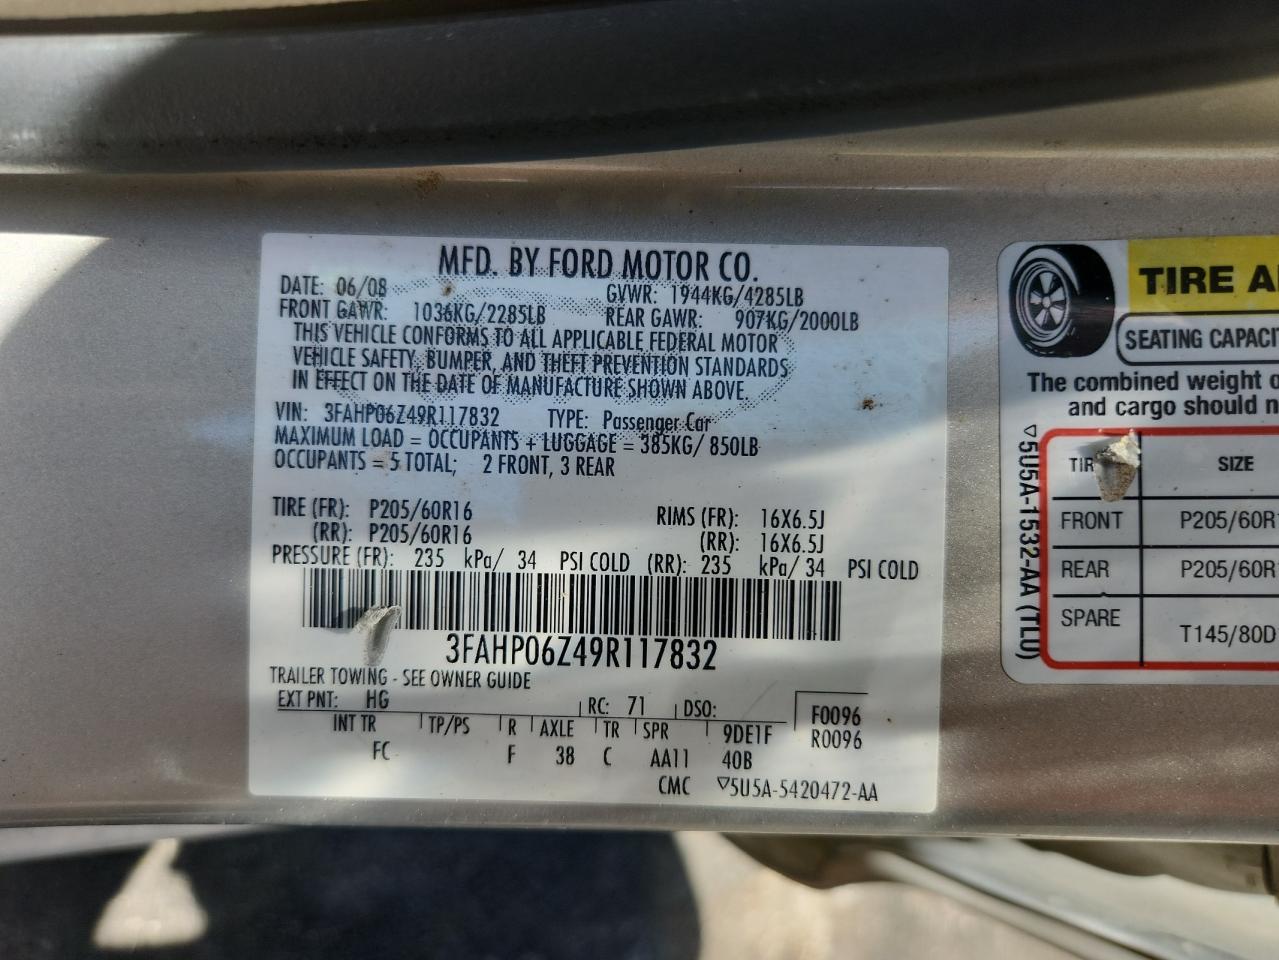 MFD. BY FORD MOTOR CO.
DATE: 06/08 GVWR: 1944KG/4285LB
FRONT GAWR: 1036KG/2285LB REAR GAWR: 907KG/2000LB
THIS VEHICLE CONFORMS TO ALL APPLICABLE FEDERAL MOTOR
VEHICLE SAFETY, BUMPER, AND THEFT PREVENTION STANDARDS
IN EFFECT ON THE DATE OF MANUFACTURE SHOWN ABOVE.
VIN: 3FAHP06Z49R117832 TYPE: Passenger Car
MAXIMUM LOAD = OCCUPANTS + LUGGAGE = 385KG/ 850LB
OCCUPANTS = 5 TOTAL; 2 FRONT, 3 REAR
TIRE (FR): P205/60R16 RIMS (FR): 16X6.5J
(RR): P205/60R16 (RR): 16X6.5J
PRESSURE (FR): 235 kPa/ 34 PSI COLD (RR): 235 kPa/ 34 PSI COLD
3FAHP06Z49R117832
TRAILER TOWING - SEE OWNER GUIDE
EXT PNT: HG RC: 71 DSO: F0096
INT TR TP/PS R AXLE TR SPR 9DE1F R0096
FC F 38 C AA11 40B
CMC ▽5U5A-5420472-AA
TIRE A
SEATING CAPACI
The combined weight o
and cargo should n
▽5U5A-1532-AA (TLU)
TIR SIZE
FRONT P205/60R
REAR P205/60R
SPARE T145/80D